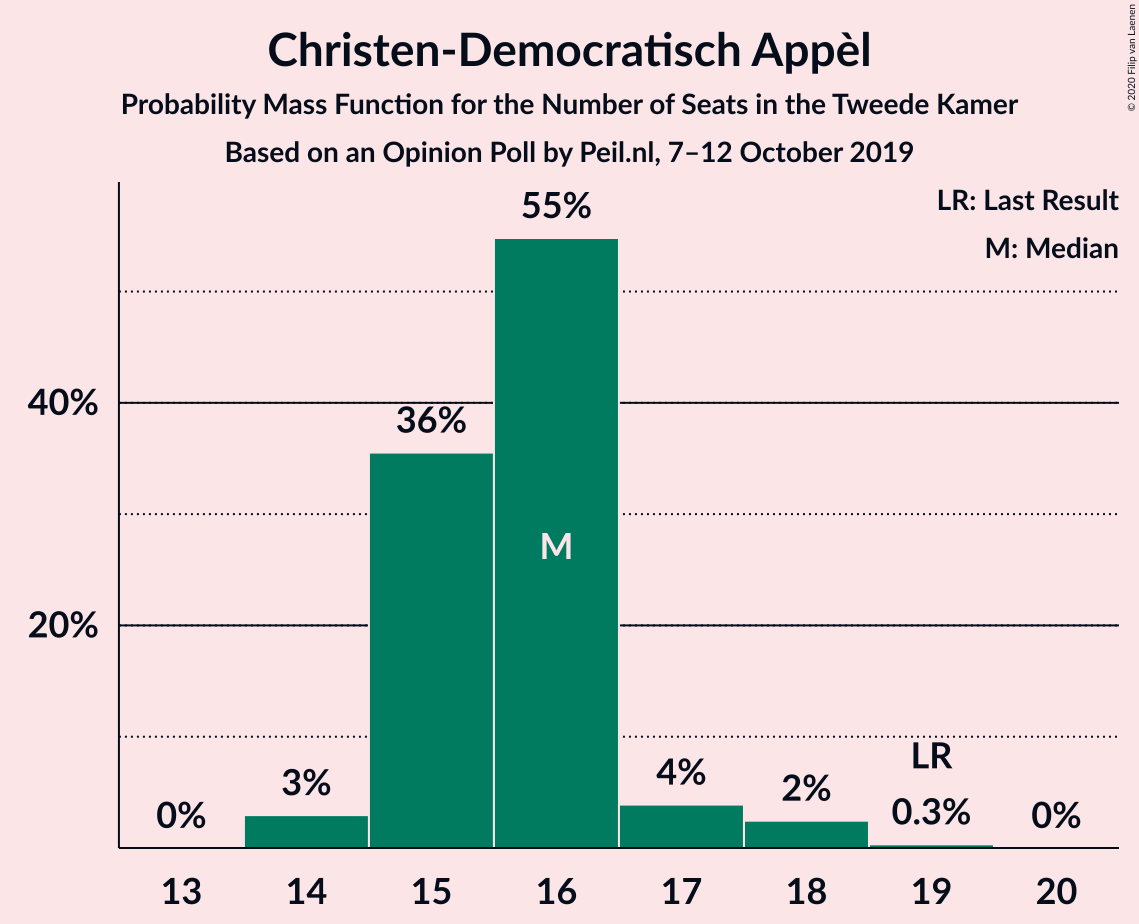 Christen-Democratisch Appèl
Probability Mass Function for the Number of Seats in the Tweede Kamer
Based on an Opinion Poll by Peil.nl, 7–12 October 2019
© 2020 Filip van Laenen
LR: Last Result
M: Median
55%
40%
36%
M
20%
LR
0%
3%
4%
2%
0.3%
0%
13 14 15 16 17 18 19 20